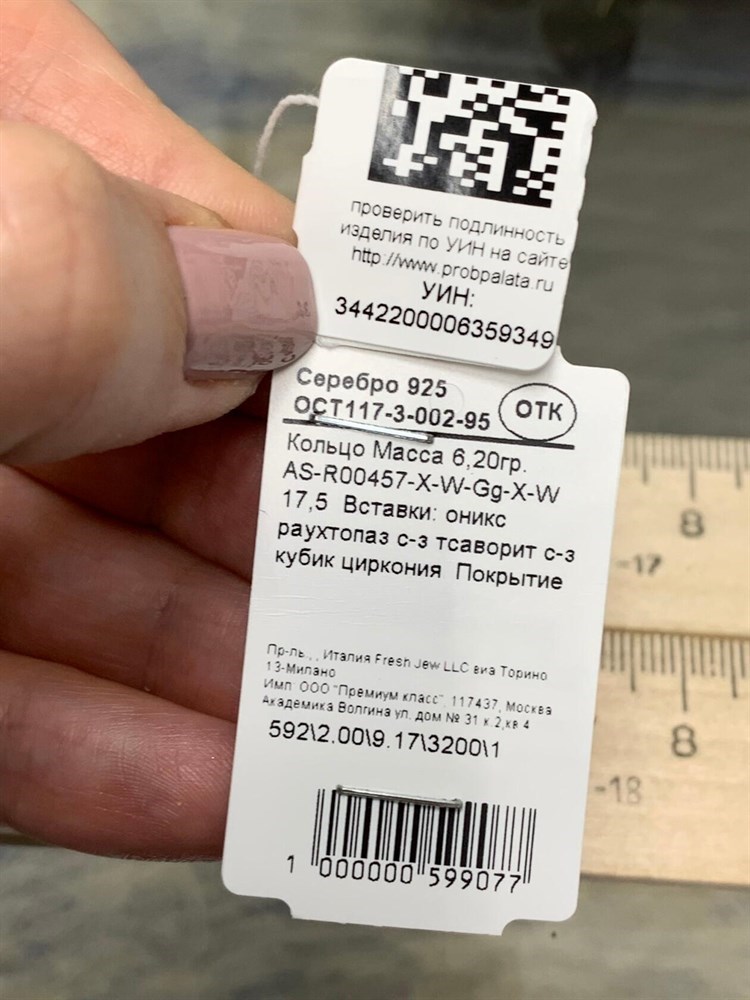 проверить подлинность
изделия по УИН на сайте
http://www.probpalata.ru
УИН:
3442200006359349
Серебро 925
ОСТ117-3-002-95
ОТК
Кольцо Масса 6,20гр.
AS-R00457-X-W-Gg-X-W
17,5 Вставки: оникс
раухтопаз с-з тсаворит с-з
кубик циркония Покрытие
Пр-ль , , Италия Fresh Jew LLC виа Торино
13-Милано
Имп. ООО "Премиум класс", 117437, Москва
Академика Волгина ул, дом № 31 к.2,кв 4
592\2.00\9.17\3200\1
1 000000 599077
8
17
8
18